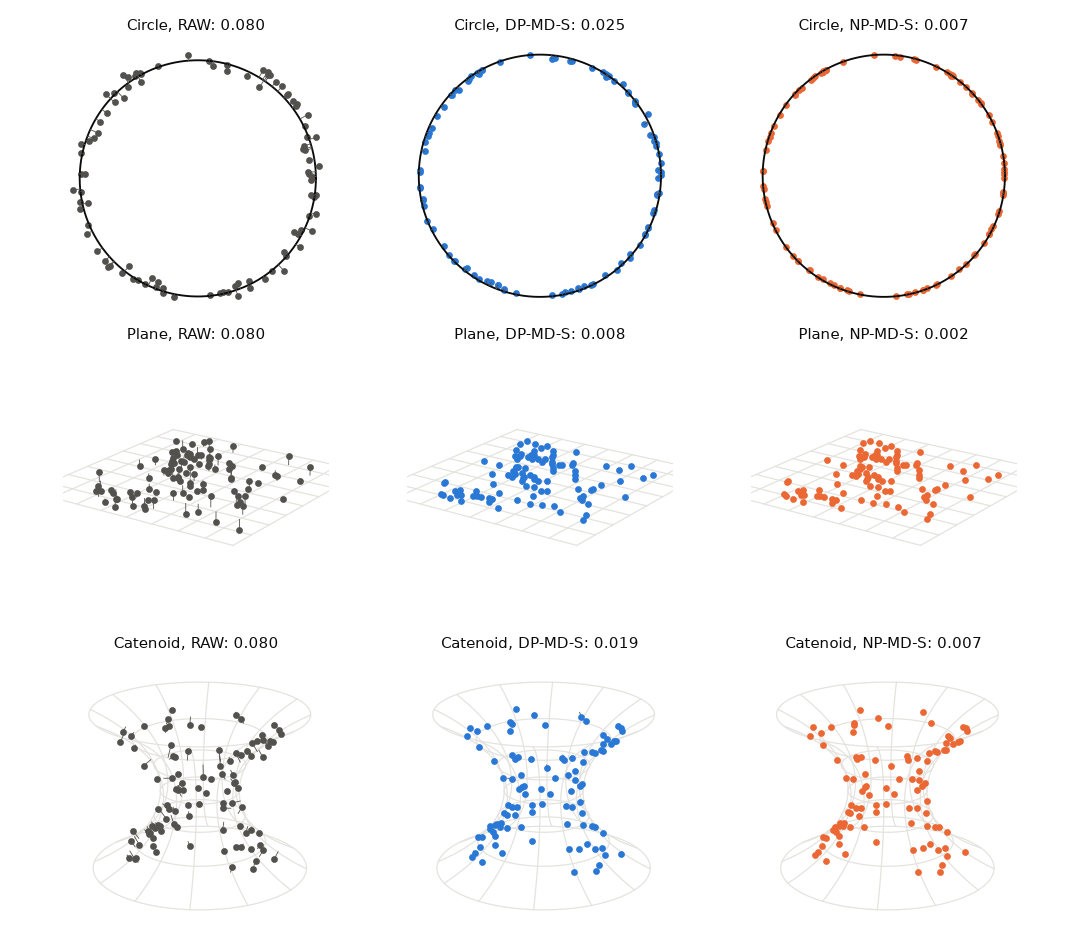 Circle, RAW: 0.080
Circle, DP-MD-S: 0.025
Circle, NP-MD-S: 0.007
Plane, RAW: 0.080
Plane, DP-MD-S: 0.008
Plane, NP-MD-S: 0.002
Catenoid, RAW: 0.080
Catenoid, DP-MD-S: 0.019
Catenoid, NP-MD-S: 0.007